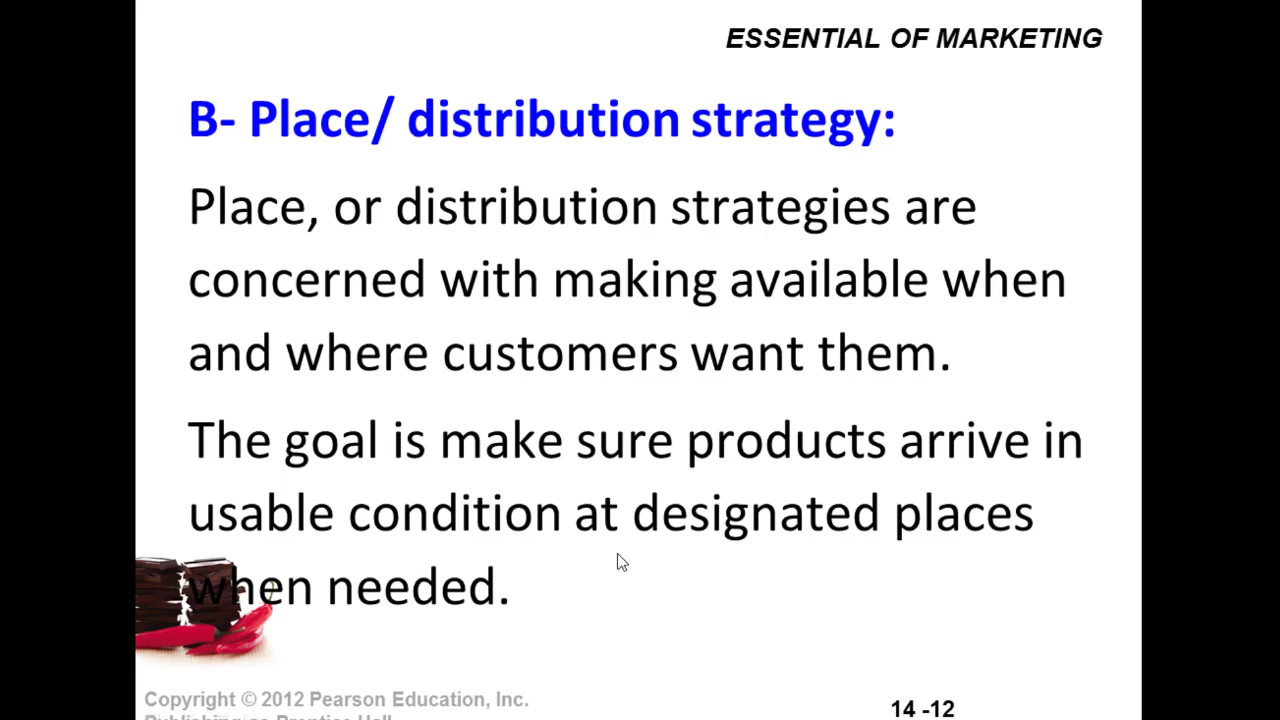 ESSENTIAL OF MARKETING
B- Place/ distribution strategy:
Place, or distribution strategies are
concerned with making available when
and where customers want them.
The goal is make sure products arrive in
usable condition at designated places
when needed.
Copyright © 2012 Pearson Education, Inc.
Publishing as Prentice Hall
14 -12